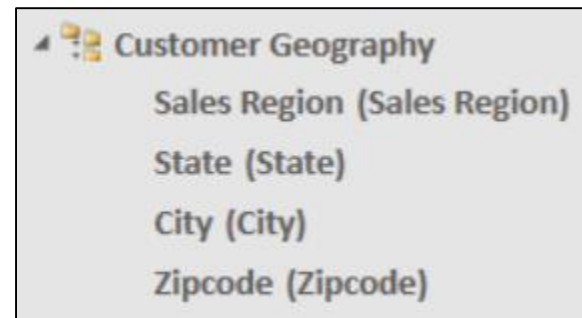 Customer Geography
Sales Region (Sales Region)
State (State)
City (City)
Zipcode (Zipcode)